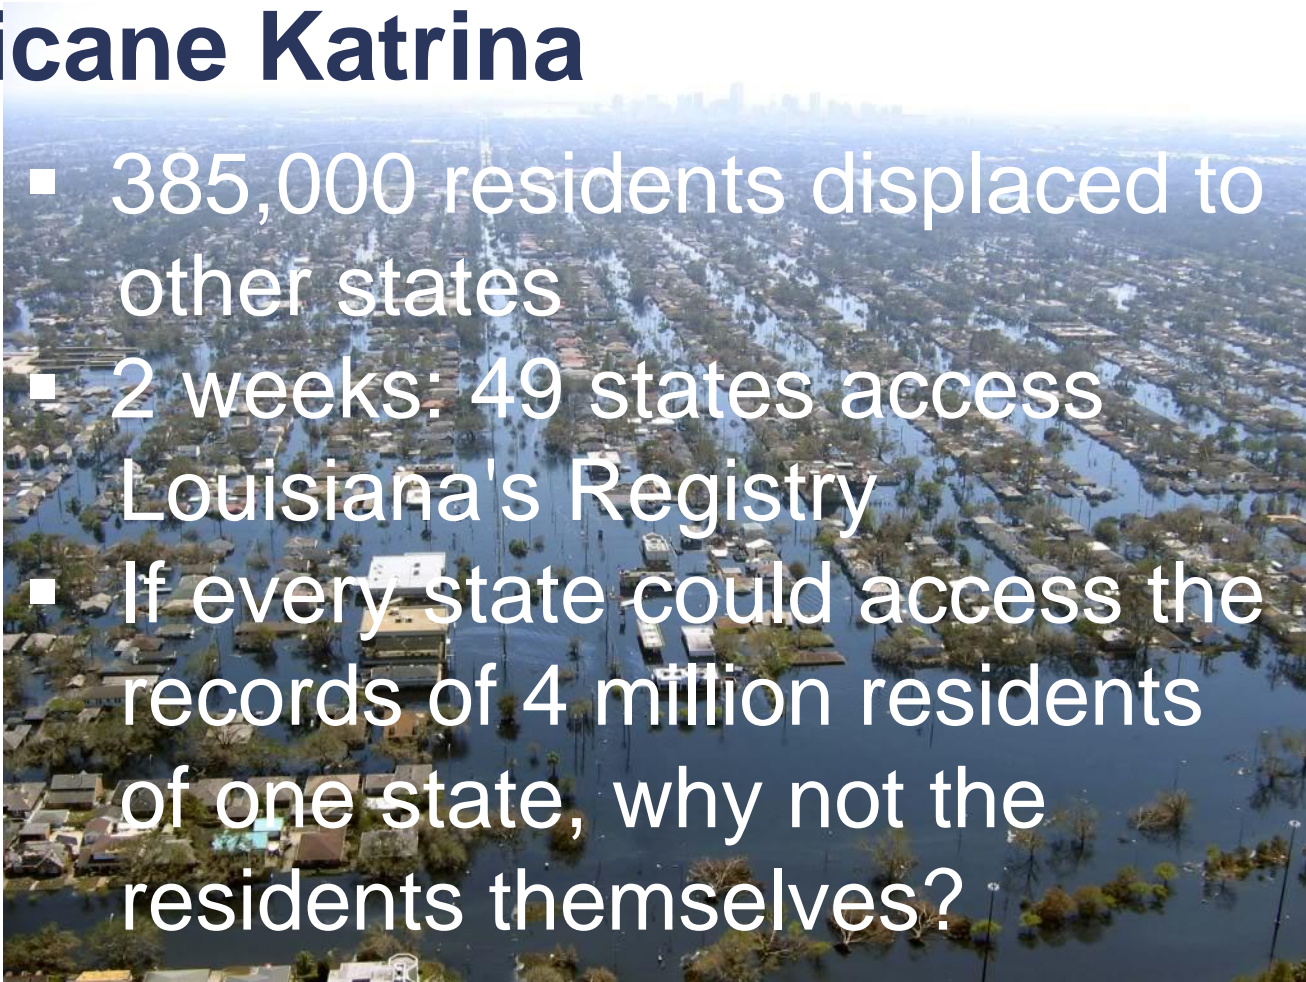 icane Katrina
▪ 385,000 residents displaced to
other states
▪ 2 weeks: 49 states access
Louisiana's Registry
▪ If every state could access the
records of 4 million residents
of one state, why not the
residents themselves?